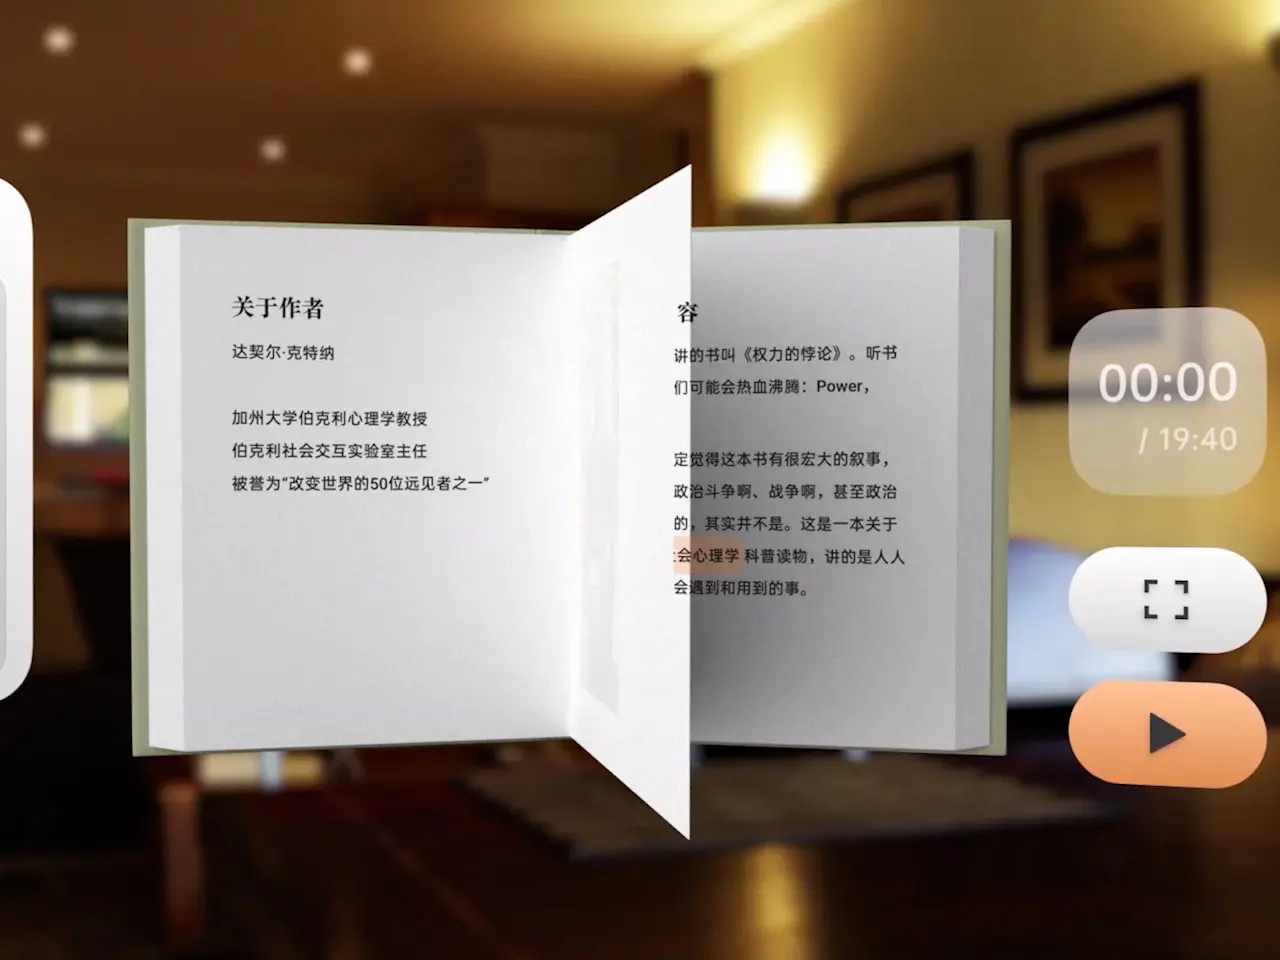 关于作者
达契尔·克特纳
加州大学伯克利心理学教授
伯克利社会交互实验室主任
被誉为“改变世界的50位远见者之一”
容
讲的书叫《权力的悖论》。听书
们可能会热血沸腾：Power，
定觉得这本书有很宏大的叙事，
政治斗争啊、战争啊，甚至政治
的，其实并不是。这是一本关于
会心理学 科普读物，讲的是人人
会遇到和用到的事。
00:00
/ 19:40